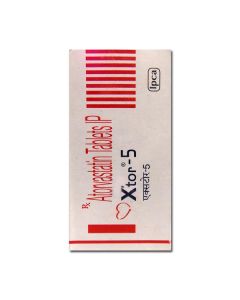 Ipca
Rx Atorvastatin Tablets IP
Xtor®-5
एक्सटॉर-5